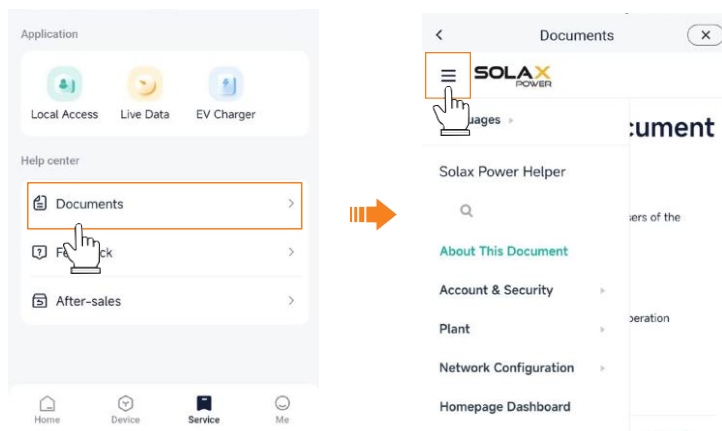 Application
Local Access Live Data EV Charger
Help center
Documents
After-sales
Home Device Service Me
Documents
SOLAX
POWER
cument
Solax Power Helper
sers of the
About This Document
Account & Security
Plant
peration
Network Configuration
Homepage Dashboard